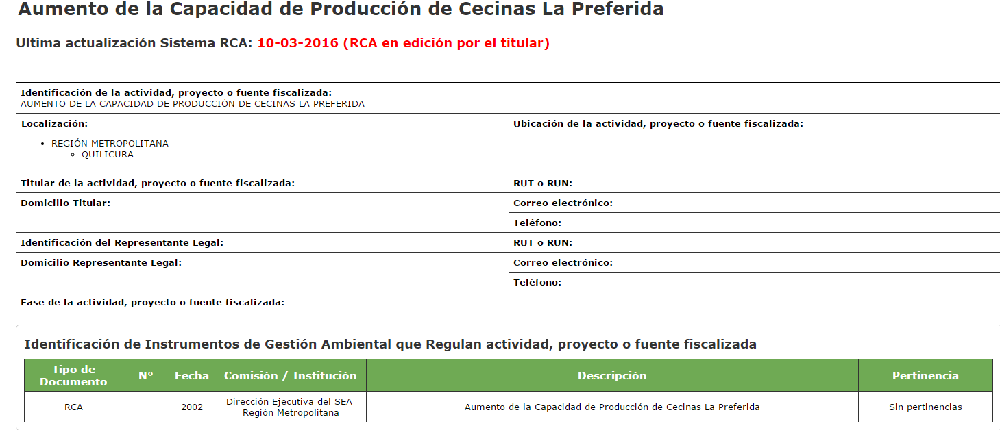 Aumento de la Capacidad de Producción de Cecinas La Preferida
Ultima actualización Sistema RCA: 10-03-2016 (RCA en edición por el titular)
Identificación de la actividad, proyecto o fuente fiscalizada:
AUMENTO DE LA CAPACIDAD DE PRODUCCIÓN DE CECINAS LA PREFERIDA
Localización:
REGIÓN METROPOLITANA
QUILICURA
Ubicación de la actividad, proyecto o fuente fiscalizada:
Titular de la actividad, proyecto o fuente fiscalizada:
RUT o RUN:
Domicilio Titular:
Correo electrónico:
Teléfono:
Identificación del Representante Legal:
RUT o RUN:
Domicilio Representante Legal:
Correo electrónico:
Teléfono:
Fase de la actividad, proyecto o fuente fiscalizada:
Identificación de Instrumentos de Gestión Ambiental que Regulan actividad, proyecto o fuente fiscalizada
Tipo de
Documento
N°
Fecha
Comisión / Institución
Descripción
Pertinencia
RCA
2002
Dirección Ejecutiva del SEA
Región Metropolitana
Aumento de la Capacidad de Producción de Cecinas La Preferida
Sin pertinencias